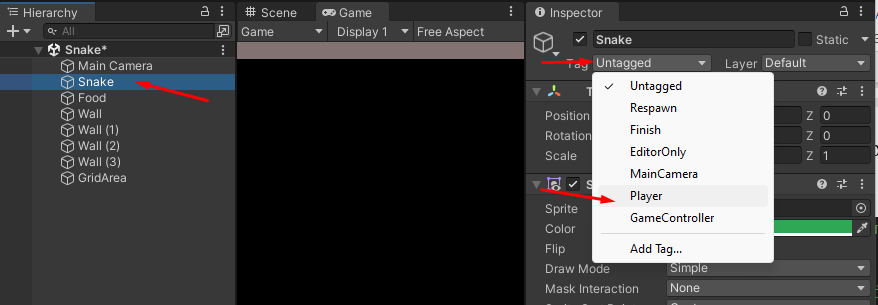 Hierarchy
All
Snake*
Main Camera
Snake
Food
Wall
Wall (1)
Wall (2)
Wall (3)
GridArea
Scene
Game
Game
Display 1
Free Aspect
Inspector
Snake
Static
Tag
Untagged
Layer
Default
Untagged
Respawn
Finish
EditorOnly
MainCamera
Player
GameController
Add Tag...
Position
Z
0
Rotation
Z
0
Scale
Z
1
Sprite
Color
Flip
Draw Mode
Simple
Mask Interaction
None